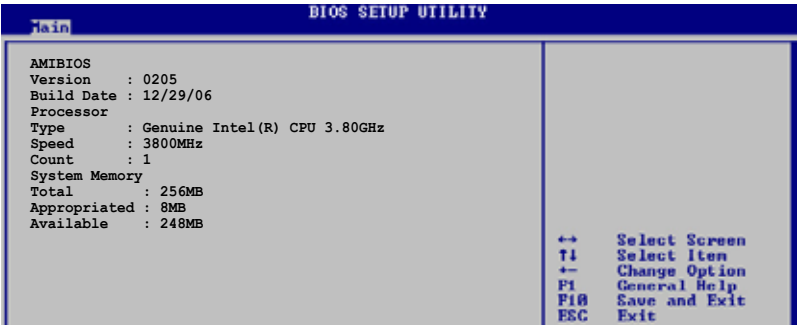 BIOS SETUP UTILITY
Main
AMIBIOS
Version : 0205
Build Date : 12/29/06
Processor
Type : Genuine Intel(R) CPU 3.80GHz
Speed : 3800MHz
Count : 1
System Memory
Total : 256MB
Appropriated : 8MB
Available : 248MB
←→ Select Screen
↑↓ Select Item
+- Change Option
F1 General Help
F10 Save and Exit
ESC Exit